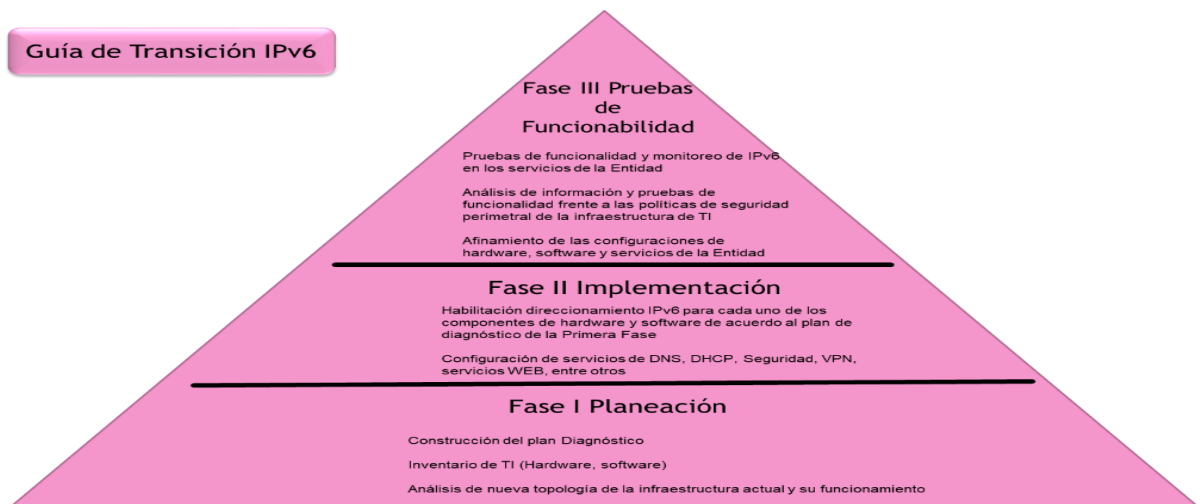 Guía de Transición IPv6
Fase III Pruebas
de
Funcionabilidad
Pruebas de funcionalidad y monitoreo de IPv6
en los servicios de la Entidad
Análisis de información y pruebas de
funcionalidad frente a las políticas de seguridad
perimetral de la infraestructura de TI
Afinamiento de las configuraciones de
hardware, software y servicios de la Entidad
Fase II Implementación
Habilitación direccionamiento IPv6 para cada uno de los
componentes de hardware y software de acuerdo al plan de
diagnóstico de la Primera Fase
Configuración de servicios de DNS, DHCP, Seguridad, VPN,
servicios WEB, entre otros
Fase I Planeación
Construcción del plan Diagnóstico
Inventario de TI (Hardware, software)
Análisis de nueva topología de la infraestructura actual y su funcionamiento